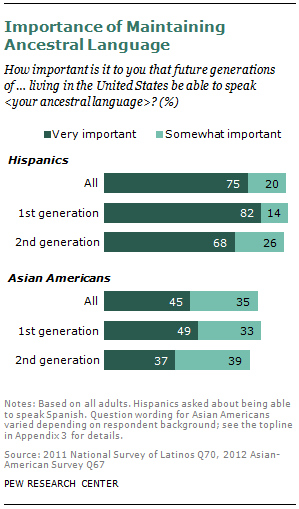 Importance of Maintaining
Ancestral Language
How important is it to you that future generations
of ... living in the United States be able to speak
<your ancestral language>? (%)
Very important Somewhat important
Hispanics
All 75 20
1st generation 82 14
2nd generation 68 26
Asian Americans
All 45 35
1st generation 49 33
2nd generation 37 39
Notes: Based on all adults. Hispanics asked about being able
to speak Spanish. Question wording for Asian Americans
varied depending on respondent background; see the topline
in Appendix 3 for details.
Source: 2011 National Survey of Latinos Q70, 2012 Asian-
American Survey Q67
PEW RESEARCH CENTER